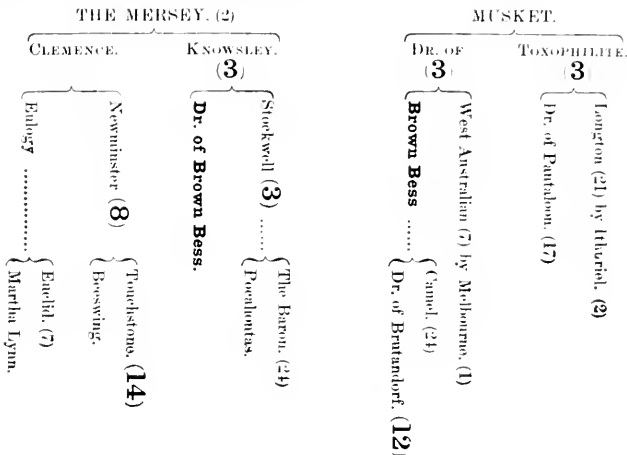 THE MERSEY. (2)
CLEMENCE.
KNOWSLEY.
(3)
Eulogy ..............
Newminster (8)
Dr. of Brown Bess.
Stockwell (3) ......
Martha Lynn.
Euclid. (7)
Beeswing.
Touchstone. (14)
Pocahontas.
The Baron. (24)
MUSKET.
DR. OF
(3)
TOXOPHILITE.
(3)
Brown Bess ......
West Australian (7) by Melbourne. (1)
Dr. of Pantaloon. (17)
Longton (21) by Ithuriel. (2)
Dr. of Brutandorf. (12)
Camel. (24)